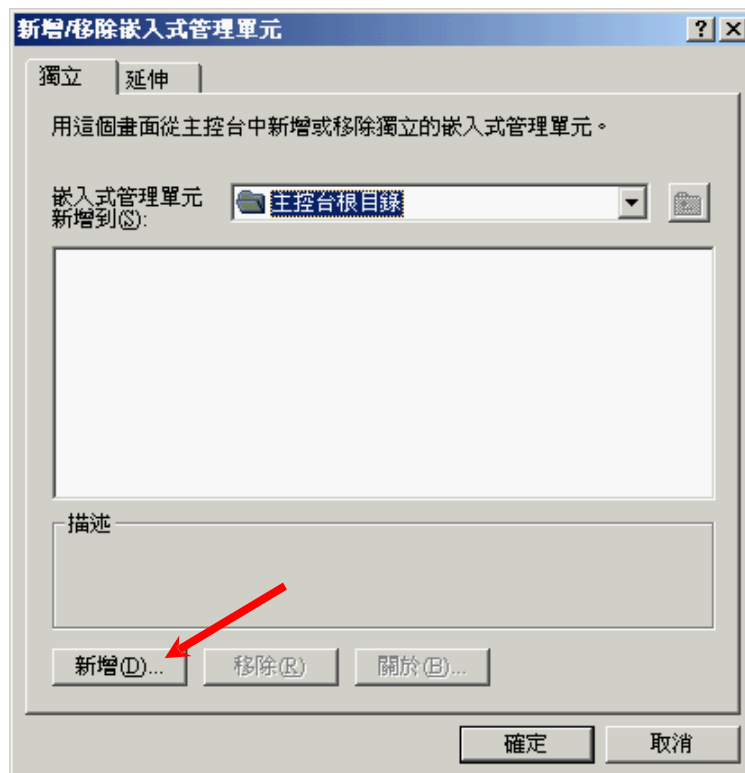 新增/移除嵌入式管理單元
獨立
延伸
用這個畫面從主控台中新增或移除獨立的嵌入式管理單元。
嵌入式管理單元
新增到(S):
主控台根目錄
描述
新增(D)...
移除(R)
關於(B)...
確定
取消